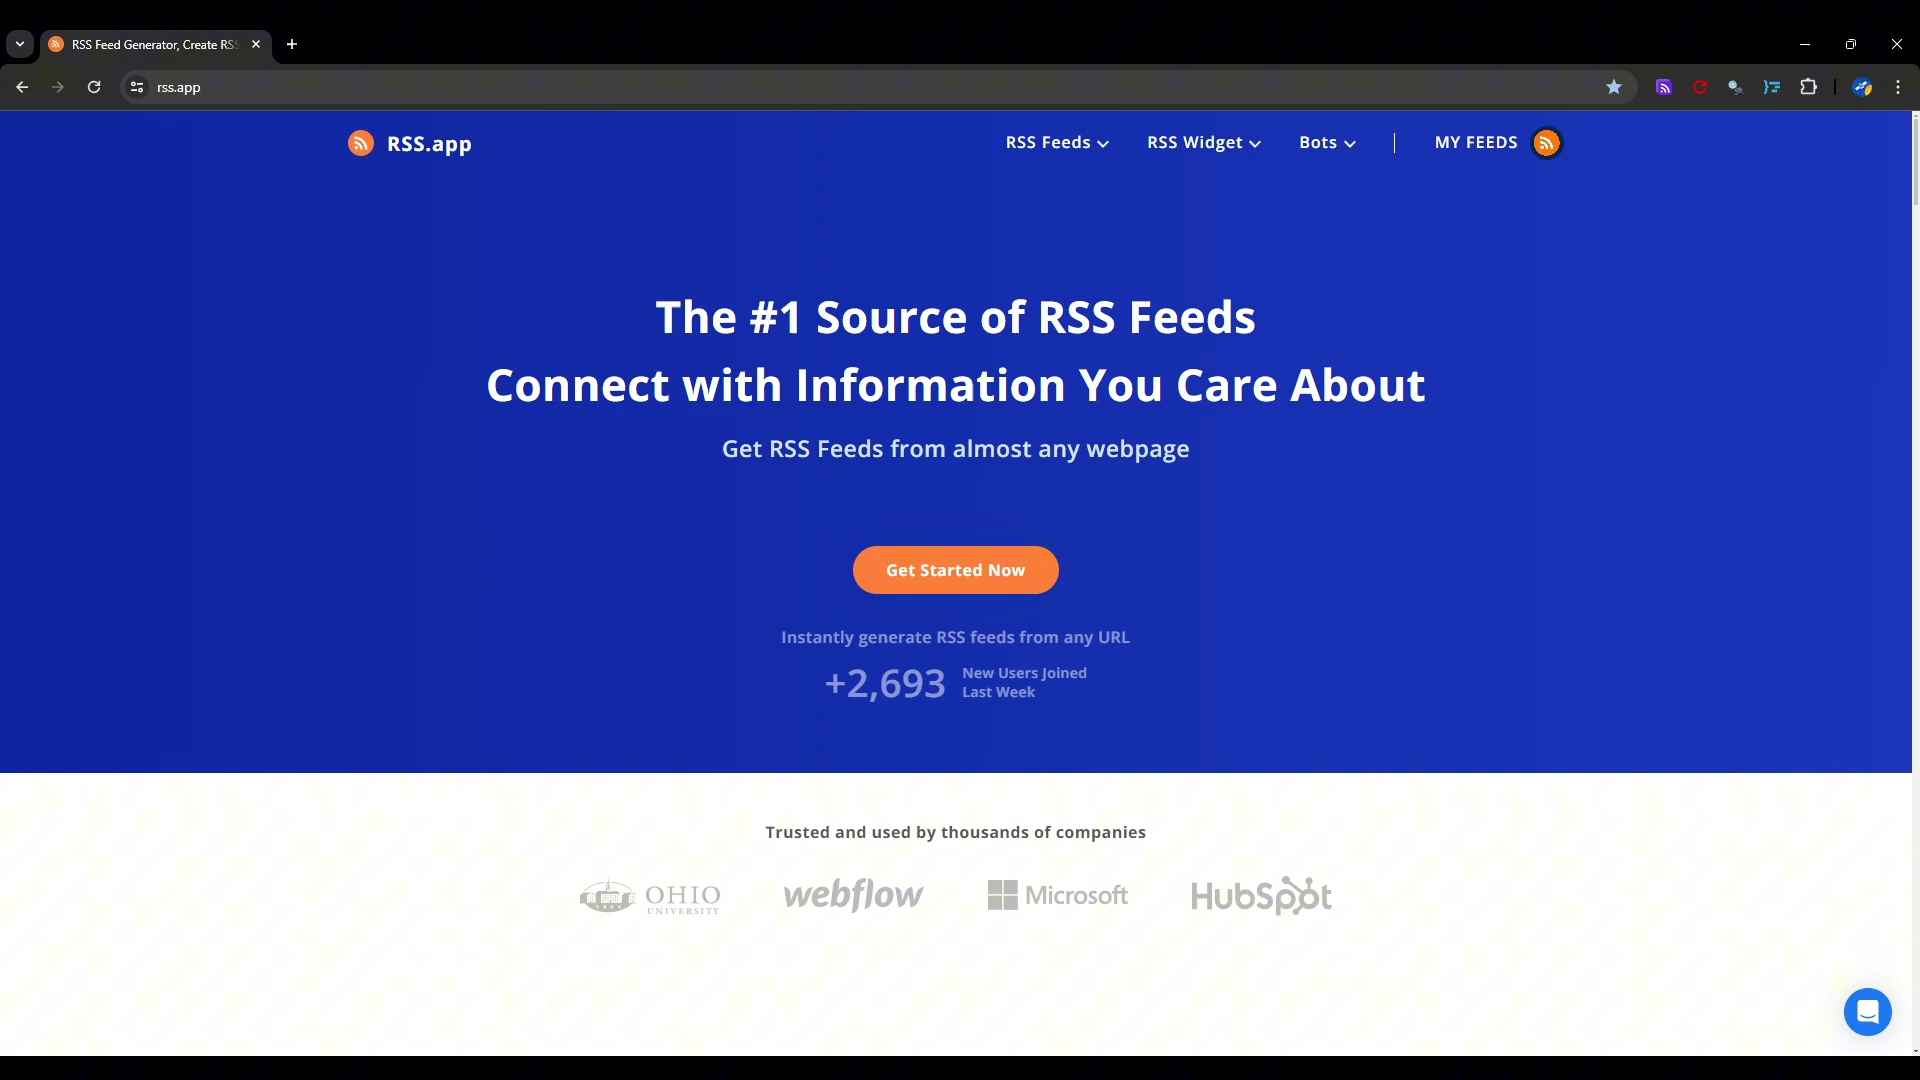 RSS Feed Generator, Create RSS
rss.app
RSS.app
RSS Feeds
RSS Widget
Bots
MY FEEDS
The #1 Source of RSS Feeds
Connect with Information You Care About
Get RSS Feeds from almost any webpage
Get Started Now
Instantly generate RSS feeds from any URL
+2,693
New Users Joined
Last Week
Trusted and used by thousands of companies
OHIO
UNIVERSITY
webflow
Microsoft
HubSpot